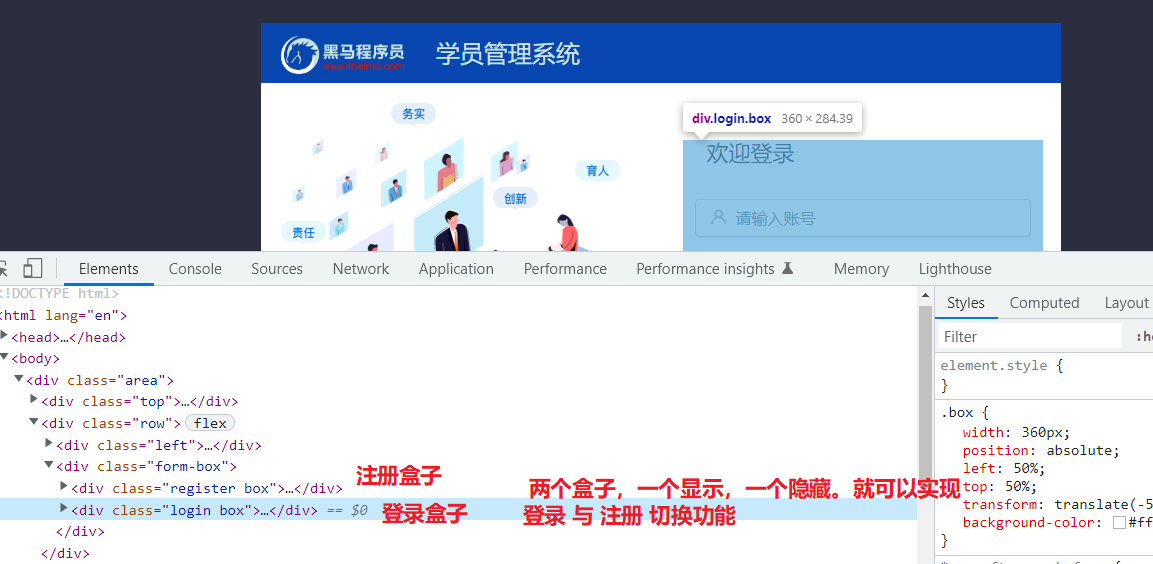 黑马程序员
www.itheima.com
学员管理系统
务实
育人
创新
责任
div.login.box 360 × 284.39
欢迎登录
请输入账号
Elements Console Sources Network Application Performance Performance insights Memory Lighthouse
<!DOCTYPE html>
<html lang="en">
<head>…</head>
<body>
<div class="area">
<div class="top">…</div>
<div class="row"> flex
<div class="left">…</div>
<div class="form-box">
<div class="register box">…</div>
注册盒子
<div class="login box">…</div> == $0
登录盒子
</div>
</div>
两个盒子，一个显示，一个隐藏。就可以实现
登录 与 注册 切换功能
Styles Computed Layout
Filter :ho
element.style {
}
.box {
width: 360px;
position: absolute;
left: 50%;
top: 50%;
transform: translate(-5
background-color: #ff
}